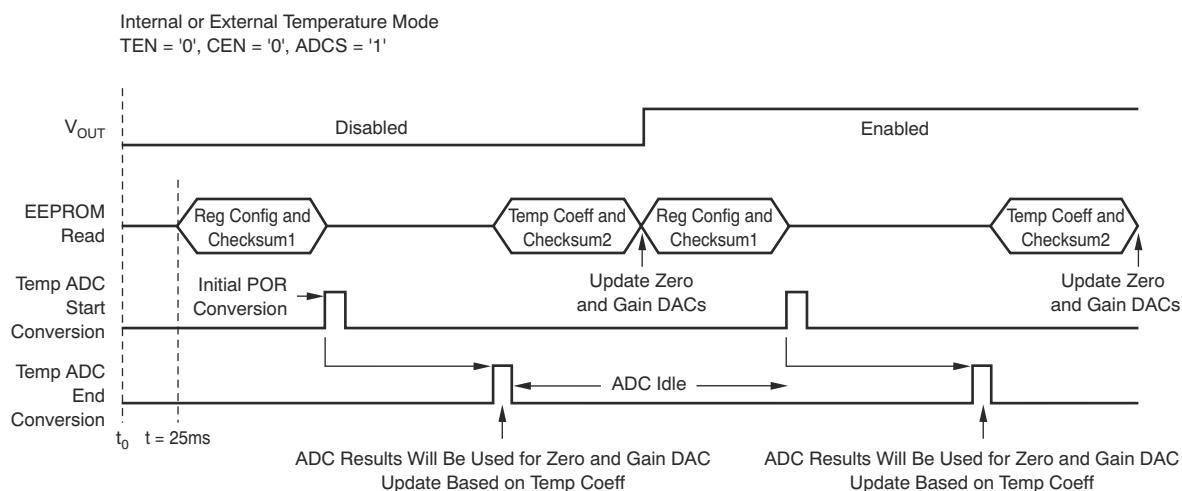 Internal or External Temperature Mode
TEN = '0', CEN = '0', ADCS = '1'
VOUT
Disabled
Enabled
EEPROM
Read
Reg Config and
Checksum1
Temp Coeff and
Checksum2
Reg Config and
Checksum1
Temp Coeff and
Checksum2
Update Zero
and Gain DACs
Update Zero
and Gain DACs
Temp ADC
Start
Conversion
Initial POR
Conversion
Temp ADC
End
Conversion
ADC Idle
t0
t = 25ms
ADC Results Will Be Used for Zero and Gain DAC
Update Based on Temp Coeff
ADC Results Will Be Used for Zero and Gain DAC
Update Based on Temp Coeff